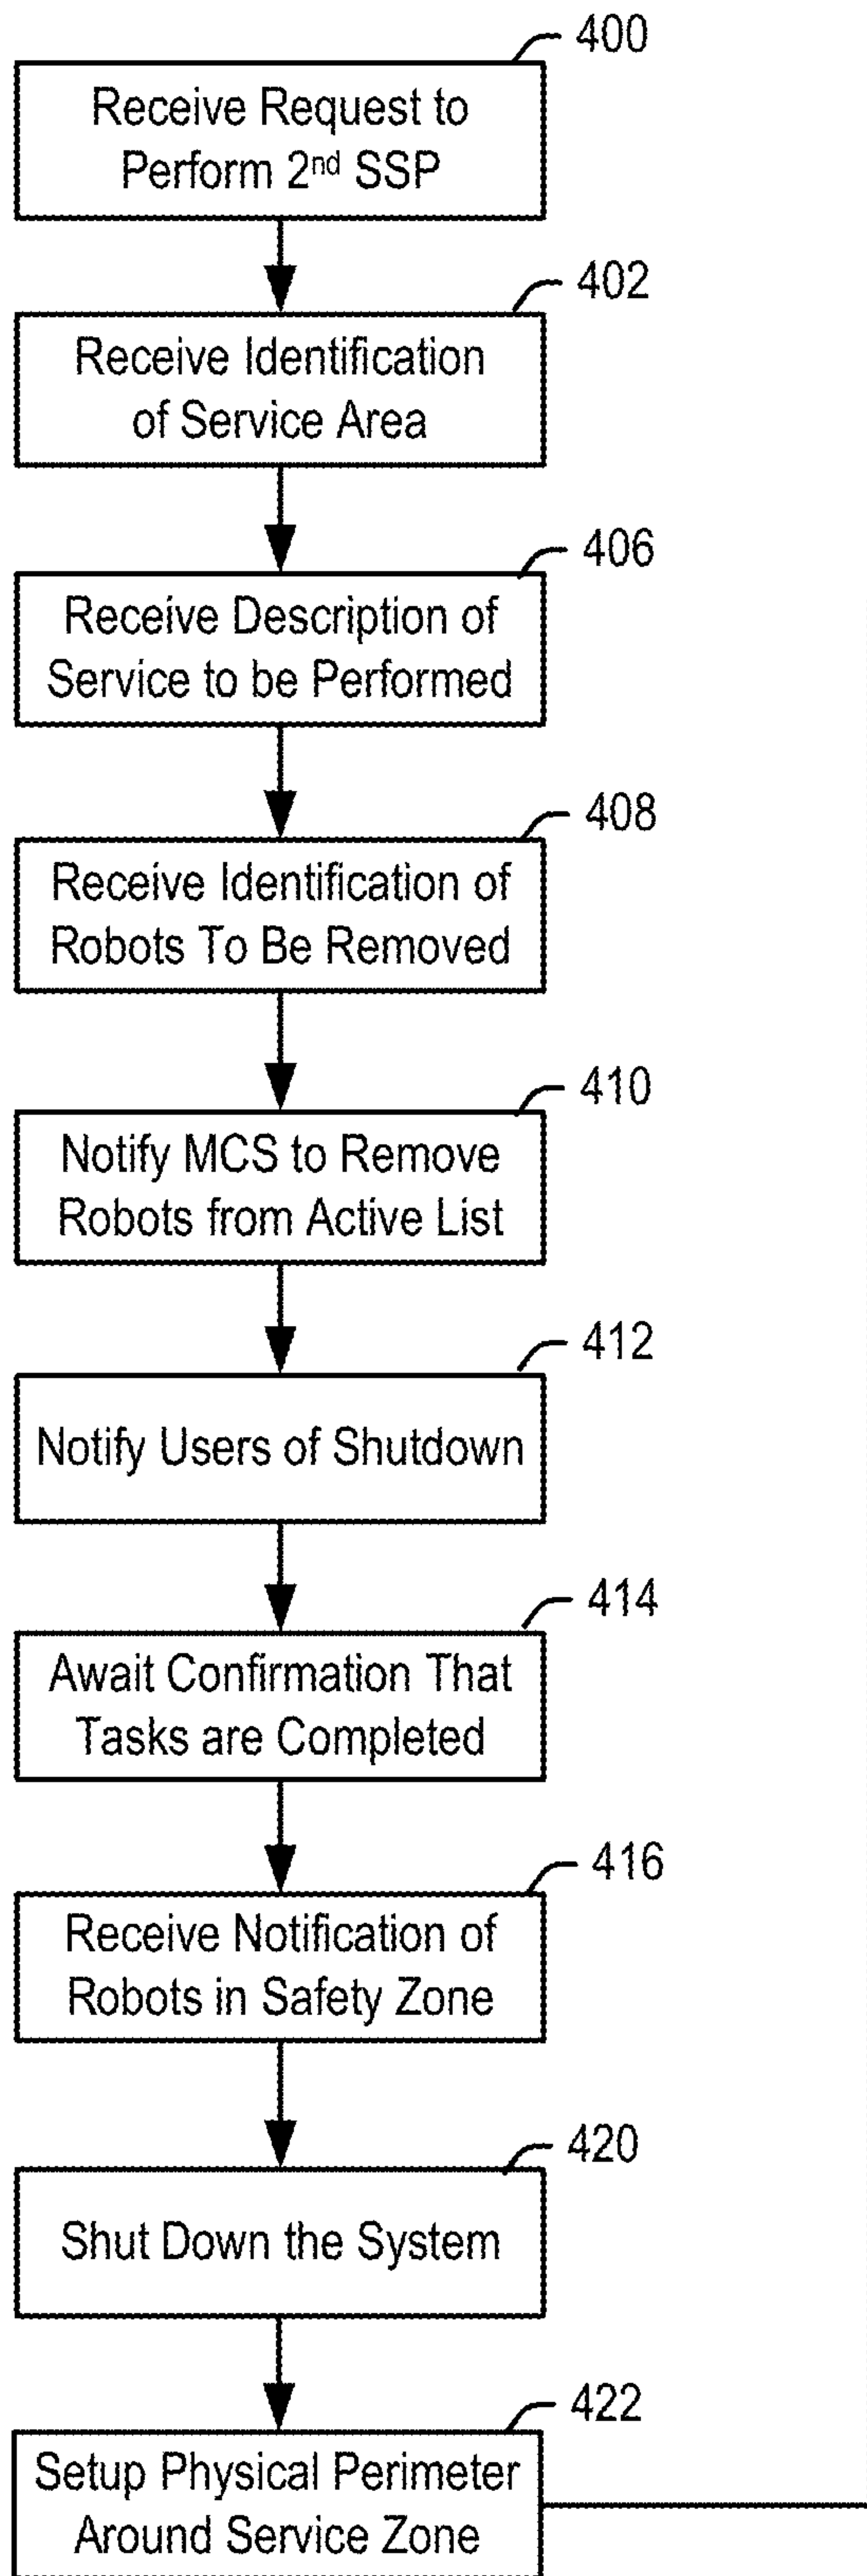 400
Receive Request to
Perform 2nd SSP
402
Receive Identification
of Service Area
406
Receive Description of
Service to be Performed
408
Receive Identification of
Robots To Be Removed
410
Notify MCS to Remove
Robots from Active List
412
Notify Users of Shutdown
414
Await Confirmation That
Tasks are Completed
416
Receive Notification of
Robots in Safety Zone
420
Shut Down the System
422
Setup Physical Perimeter
Around Service Zone